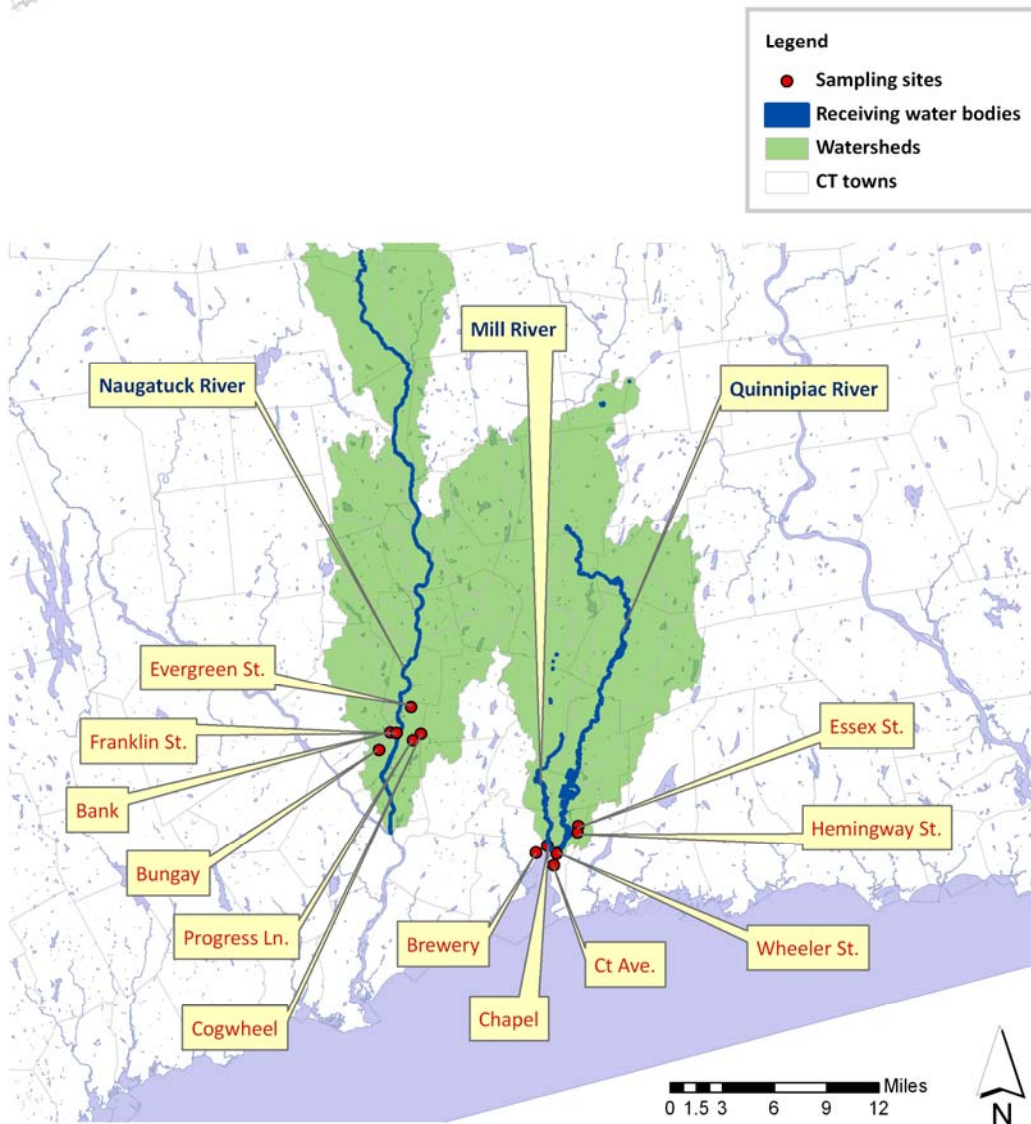 Legend
Sampling sites
Receiving water bodies
Watersheds
CT towns
Mill River
Naugatuck River
Quinnipiac River
Evergreen St.
Franklin St.
Essex St.
Bank
Hemingway St.
Bungay
Progress Ln.
Brewery
Ct Ave.
Wheeler St.
Cogwheel
Chapel
Miles
0 1.5 3 6 9 12
N